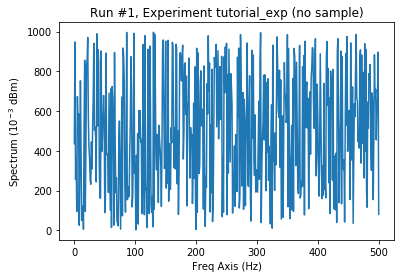 Run #1, Experiment tutorial_exp (no sample)
1000
800
600
400
200
0
Spectrum (10⁻³ dBm)
0 100 200 300 400 500
Freq Axis (Hz)